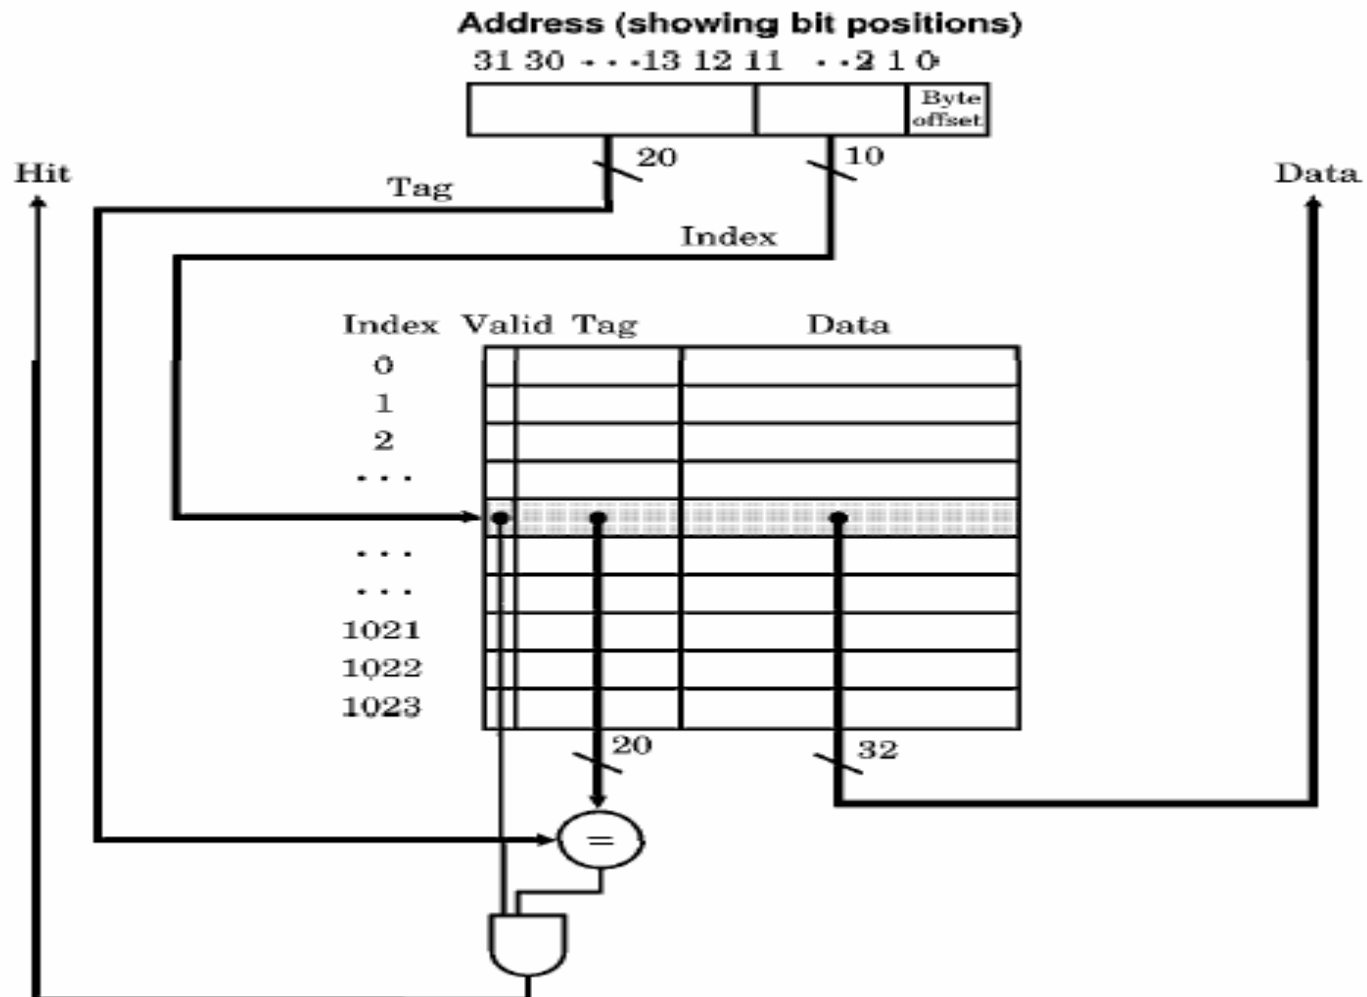 Address (showing bit positions)
31 30 · · ·13 12 11 · ·2 1 0
Byte
offset
20
10
Hit
Data
Tag
Index
Index Valid Tag Data
0
1
2
· · ·
· · ·
· · ·
1021
1022
1023
20
32
=